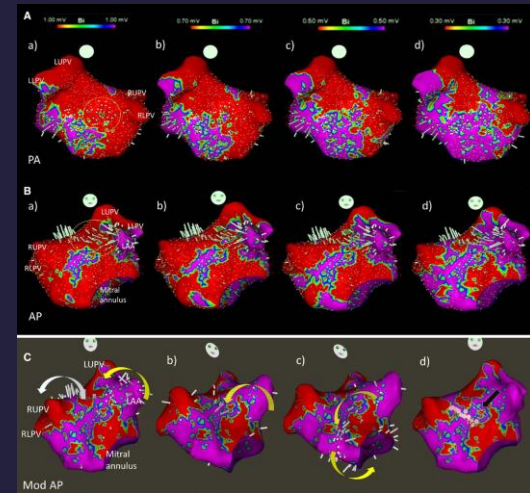 A
1.00 mV Bi 1.00 mV
0.70 mV Bi 0.70 mV
0.50 mV Bi 0.50 mV
0.30 mV Bi 0.30 mV
a) b) c) d)
LUPV
LLPV
RUPV
RLPV
PA
B
a) b) c) d)
LUPV
LLPV
RUPV
RLPV
Mitral
annulus
AP
C
a) b) c) d)
LUPV
LAA
RUPV
RLPV
Mitral
annulus
Mod AP